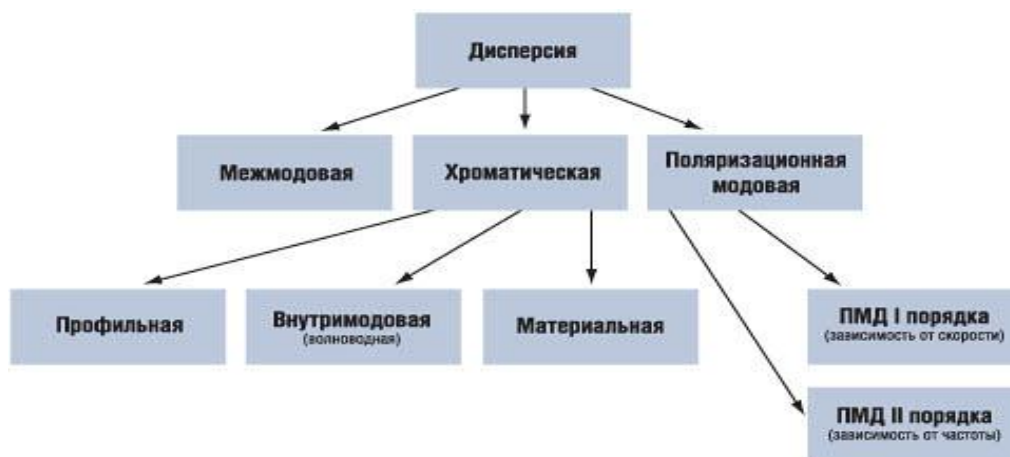 Дисперсия
Межмодовая
Хроматическая
Поляризационная
модовая
Профильная
Внутримодовая
(волноводная)
Материальная
ПМД I порядка
(зависимость от скорости)
ПМД II порядка
(зависимость от частоты)